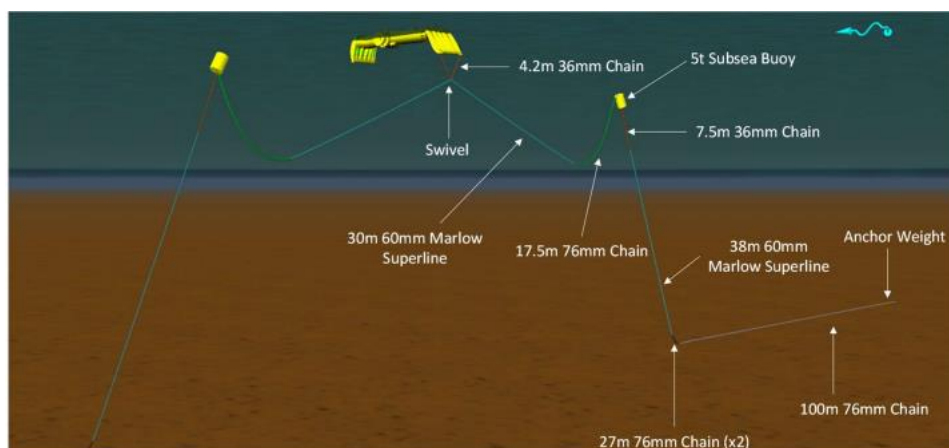 4.2m 36mm Chain
5t Subsea Buoy
7.5m 36mm Chain
Swivel
30m 60mm Marlow
Superline
17.5m 76mm Chain
38m 60mm
Marlow Superline
Anchor Weight
100m 76mm Chain
27m 76mm Chain (x2)